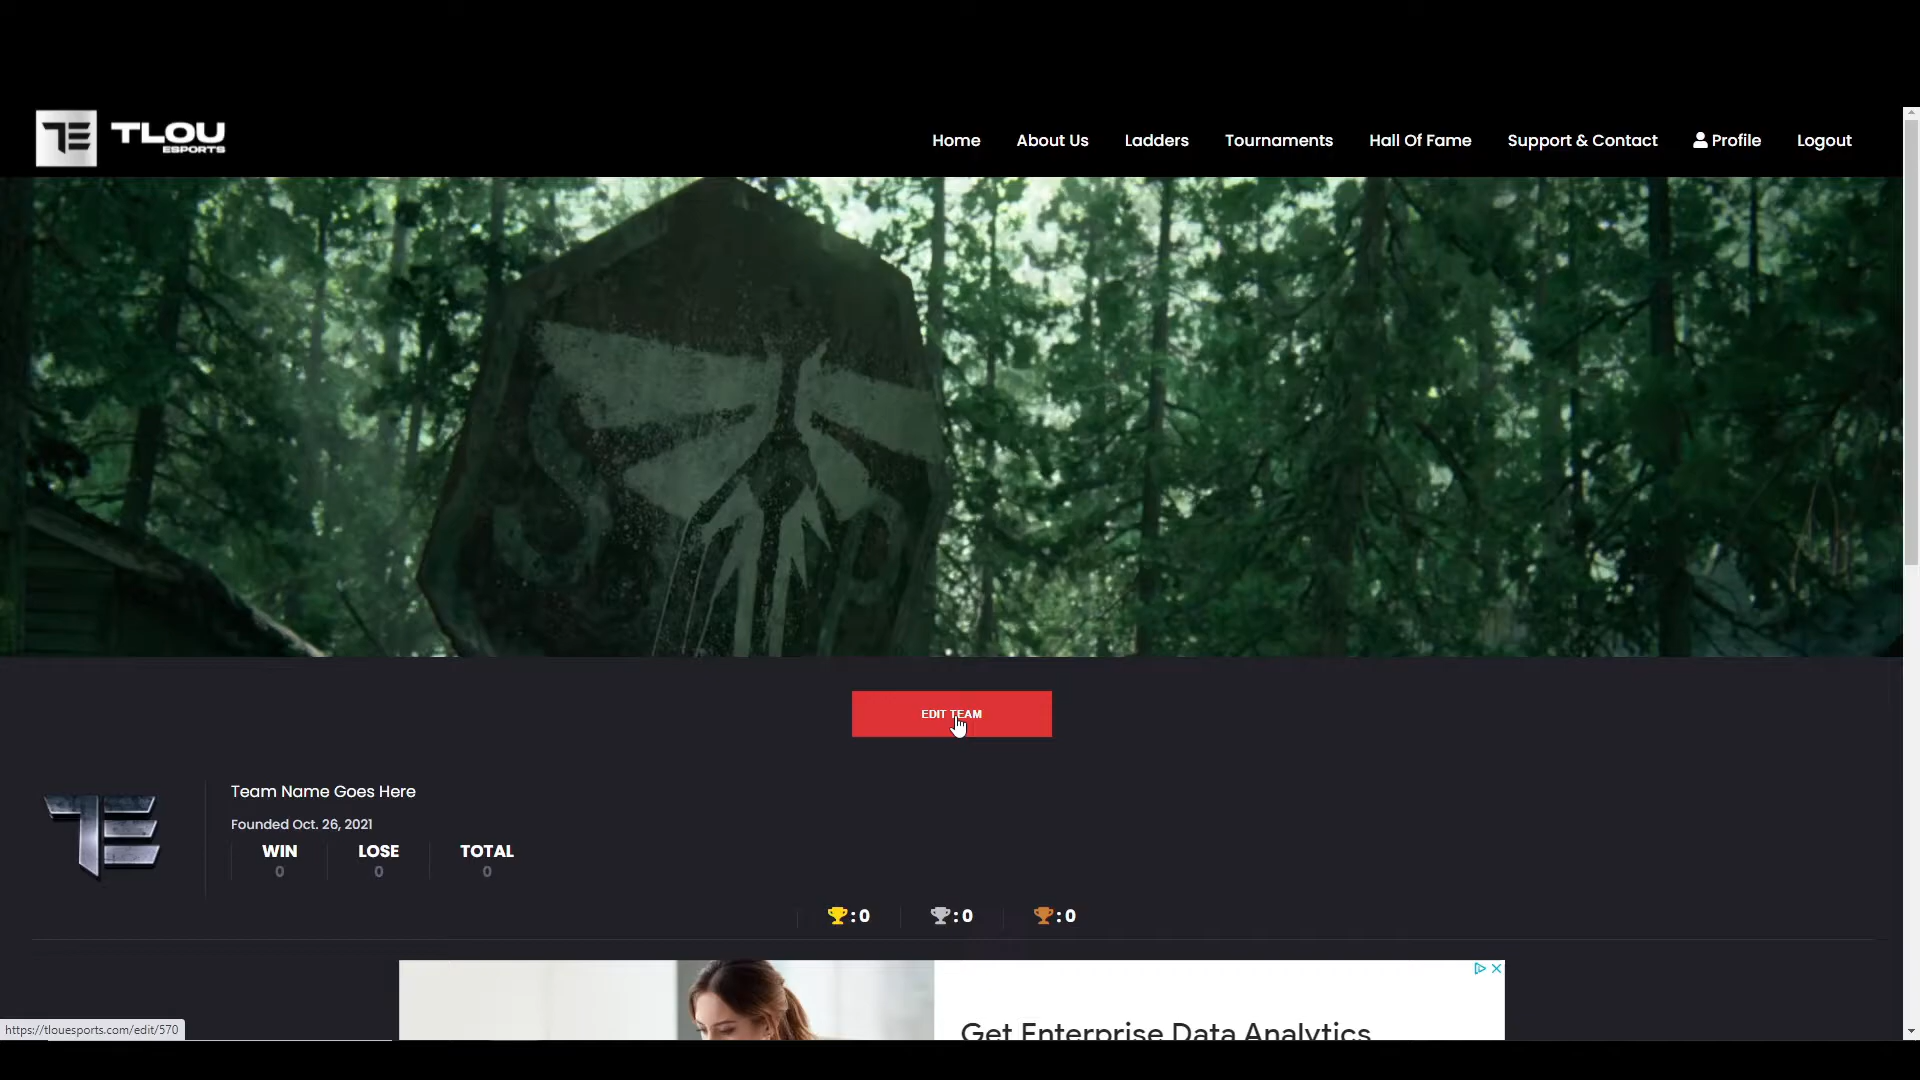 TE TLOU
ESPORTS
Home About Us Ladders Tournaments Hall Of Fame Support & Contact Profile Logout
EDIT TEAM
TE
Team Name Goes Here
Founded Oct. 26, 2021
WIN LOSE TOTAL
0 0 0
:0 :0 :0
Get Enterprise Data Analytics
https://tlouesports.com/edit/570